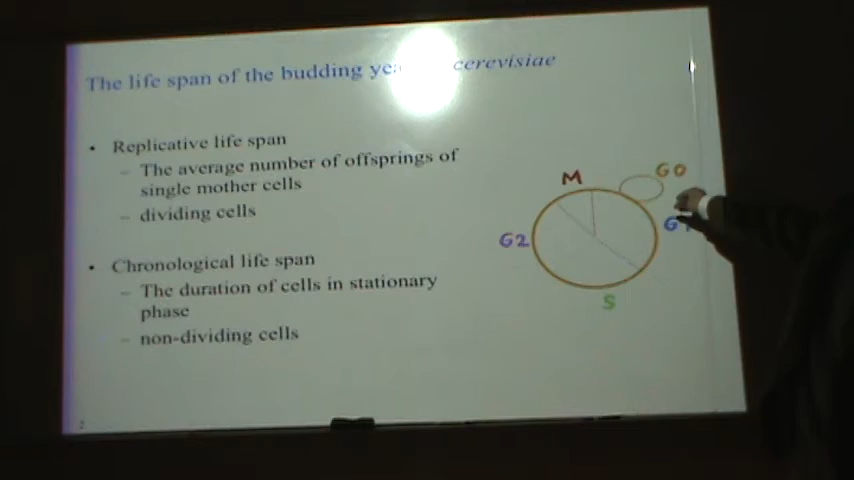 The life span of the budding cerevisiae
• Replicative life span
– The average number of offsprings of
single mother cells
– dividing cells
• Chronological life span
– The duration of cells in stationary
phase
– non-dividing cells
M
G0
G2
S
2